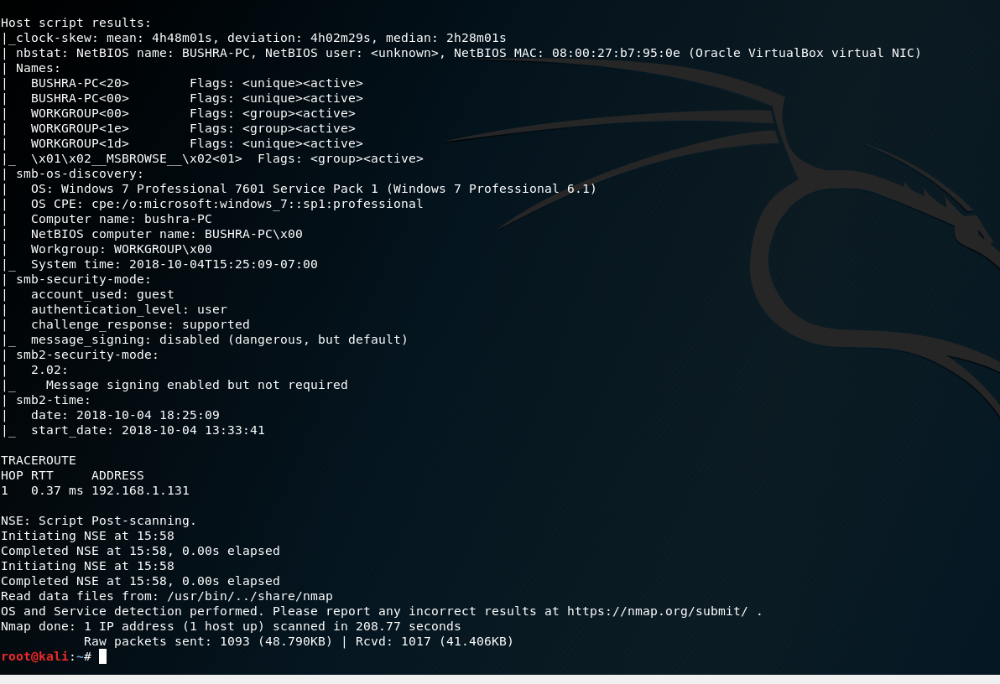 Host script results:
|_clock-skew: mean: 4h48m01s, deviation: 4h02m29s, median: 2h28m01s
| nbstat: NetBIOS name: BUSHRA-PC, NetBIOS user: <unknown>, NetBIOS MAC: 08:00:27:b7:95:0e (Oracle VirtualBox virtual NIC)
| Names:
|   BUSHRA-PC<20>        Flags: <unique><active>
|   BUSHRA-PC<00>        Flags: <unique><active>
|   WORKGROUP<00>        Flags: <group><active>
|   WORKGROUP<1e>        Flags: <group><active>
|   WORKGROUP<1d>        Flags: <unique><active>
|_  \x01\x02__MSBROWSE__\x02<01>  Flags: <group><active>
| smb-os-discovery:
|   OS: Windows 7 Professional 7601 Service Pack 1 (Windows 7 Professional 6.1)
|   OS CPE: cpe:/o:microsoft:windows_7::sp1:professional
|   Computer name: bushra-PC
|   NetBIOS computer name: BUSHRA-PC\x00
|   Workgroup: WORKGROUP\x00
|_  System time: 2018-10-04T15:25:09-07:00
| smb-security-mode:
|   account_used: guest
|   authentication_level: user
|   challenge_response: supported
|_  message_signing: disabled (dangerous, but default)
| smb2-security-mode:
|   2.02:
|_    Message signing enabled but not required
| smb2-time:
|   date: 2018-10-04 18:25:09
|_  start_date: 2018-10-04 13:33:41
TRACEROUTE
HOP RTT     ADDRESS
1   0.37 ms 192.168.1.131
NSE: Script Post-scanning.
Initiating NSE at 15:58
Completed NSE at 15:58, 0.00s elapsed
Initiating NSE at 15:58
Completed NSE at 15:58, 0.00s elapsed
Read data files from: /usr/bin/../share/nmap
OS and Service detection performed. Please report any incorrect results at https://nmap.org/submit/ .
Nmap done: 1 IP address (1 host up) scanned in 208.77 seconds
           Raw packets sent: 1093 (48.790KB) | Rcvd: 1017 (41.406KB)
root@kali:~#